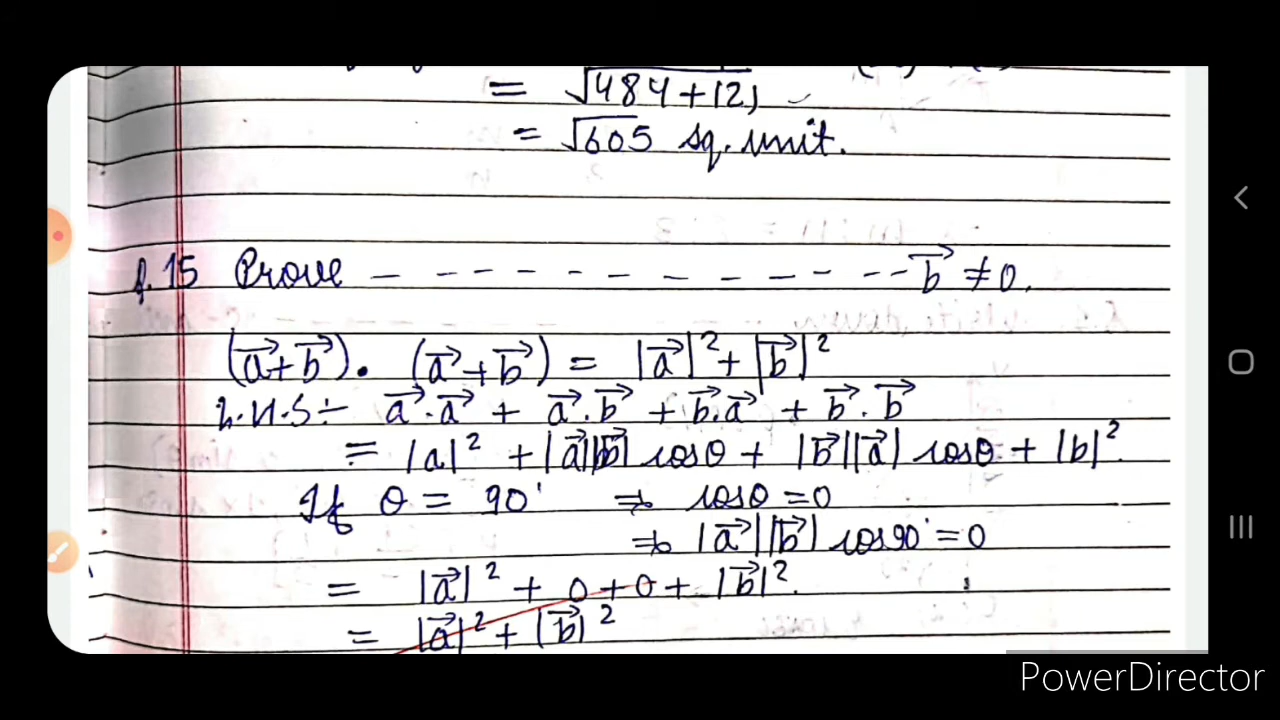 = √484+121
= √605 sq. unit.
Q.15 Prove — - - - - - - - - - - - - b⃗ ≠ 0.
(a⃗+b⃗). (a⃗+b⃗) = |a⃗|² + |b⃗|²
L.H.S ÷ a⃗.a⃗ + a⃗.b⃗ + b⃗.a⃗ + b⃗.b⃗
= |a|² + |a⃗||b⃗| cosθ + |b⃗||a⃗| cosθ + |b|².
If θ = 90° ⇒ cosθ = 0
⇒ |a⃗||b⃗| cos90° = 0
= |a⃗|² + 0 + 0 + |b⃗|².
= |a⃗|² + |b⃗|²
PowerDirector